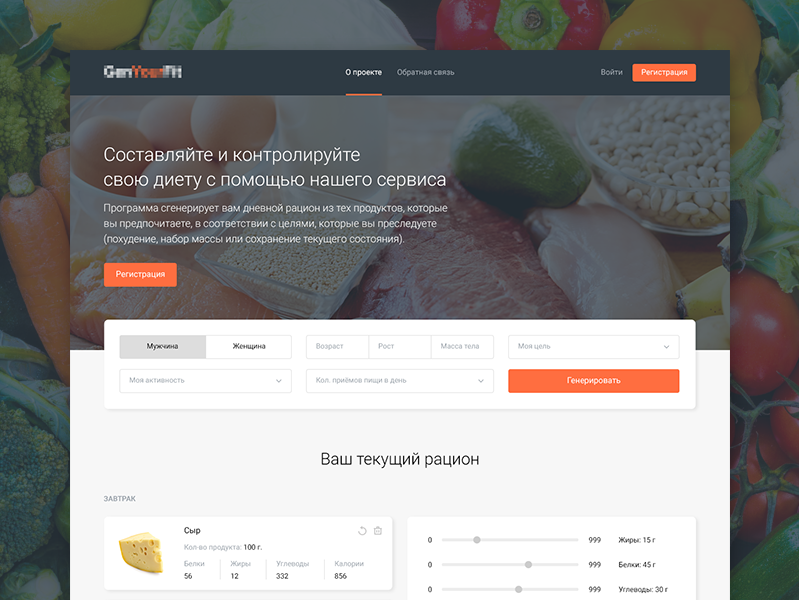 О проекте
Обратная связь
Войти
Регистрация
Составляйте и контролируйте
свою диету с помощью нашего сервиса
Программа сгенерирует вам дневной рацион из тех продуктов, которые
вы предпочитаете, в соответствии с целями, которые вы преследуете
(похудение, набор массы или сохранение текущего состояния).
Регистрация
Мужчина
Женщина
Возраст
Рост
Масса тела
Моя цель
Моя активность
Кол. приёмов пищи в день
Генерировать
Ваш текущий рацион
ЗАВТРАК
Сыр
Кол-во продукта: 100 г.
Белки Жиры Углеводы Калории
56 12 332 856
0 999 Жиры: 15 г
0 999 Белки: 45 г
0 999 Углеводы: 30 г